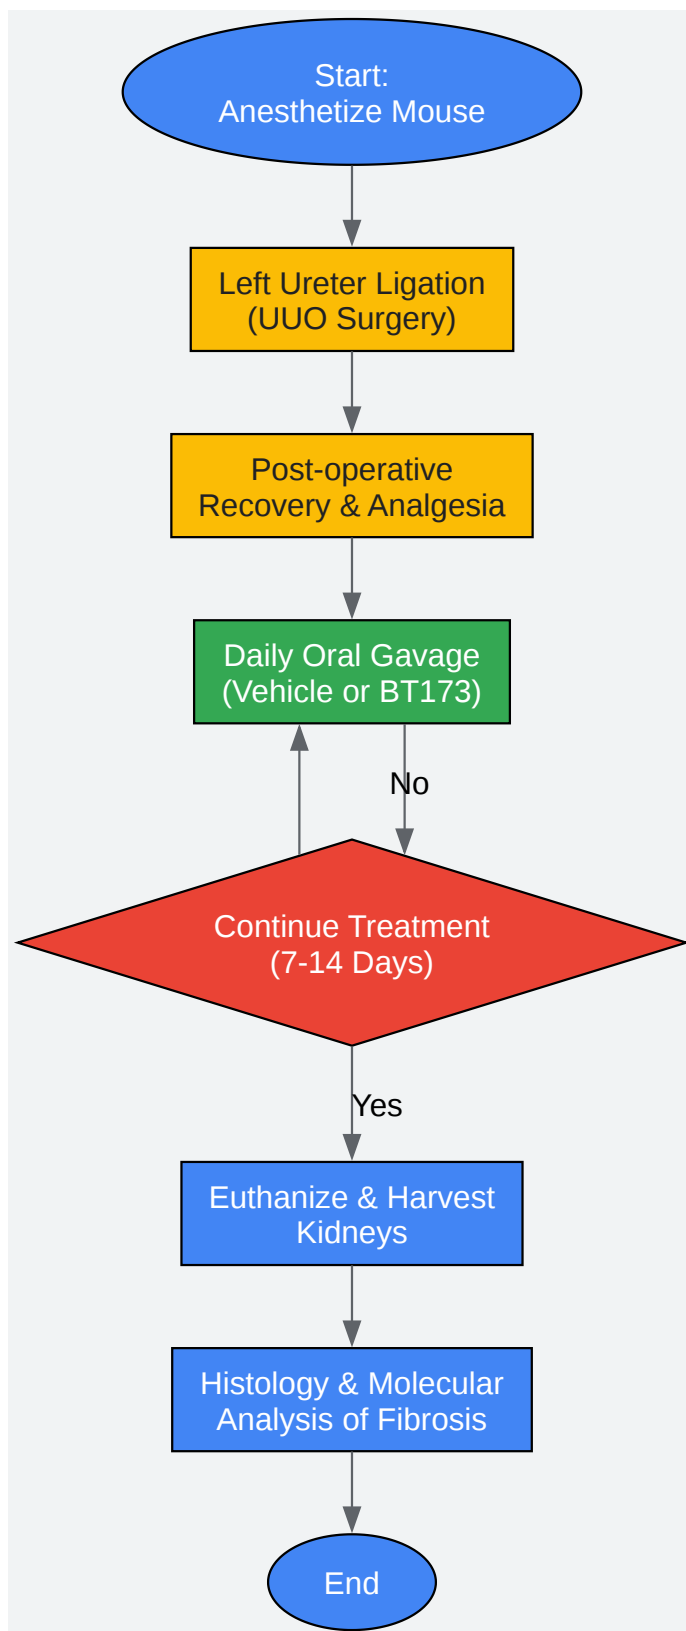 Start:
Anesthetize Mouse
Left Ureter Ligation
(UUO Surgery)
Post-operative
Recovery & Analgesia
Daily Oral Gavage
(Vehicle or BT173)
No
Continue Treatment
(7-14 Days)
Yes
Euthanize & Harvest
Kidneys
Histology & Molecular
Analysis of Fibrosis
End